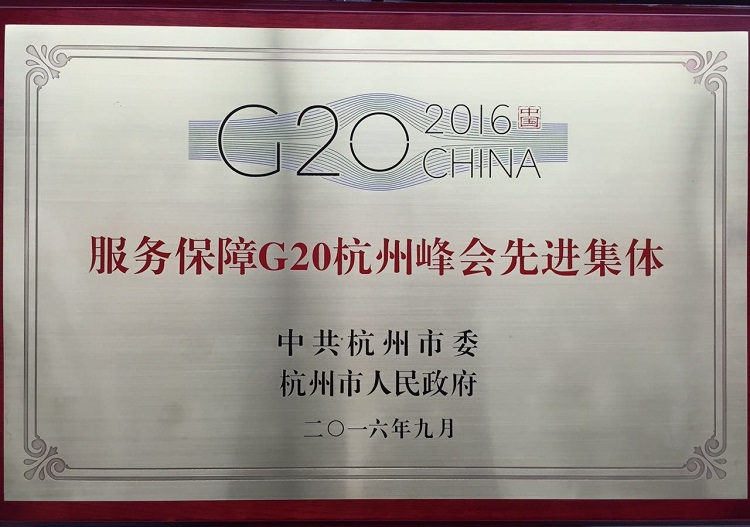 G20 2016 中国
CHINA
服务保障G20杭州峰会先进集体
中共杭州市委
杭州市人民政府
二〇一六年九月